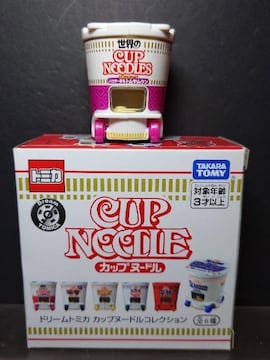 世界の
CUP
NOODLES
トミカ
TAKARA
TOMY
Dream
Tomica
対象年齢
3才以上
CUP
NOODLE
カップヌードル
ドリームトミカ カップヌードルコレクション
全6種